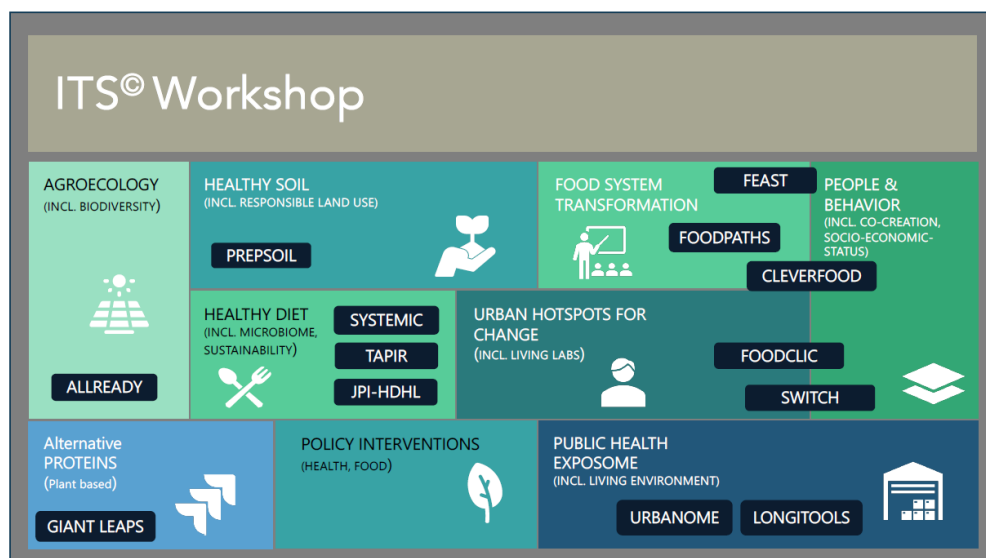 ITS© Workshop
AGROECOLOGY
(INCL. BIODIVERSITY)
ALLREADY
HEALTHY SOIL
(INCL. RESPONSIBLE LAND USE)
PREPSOIL
FOOD SYSTEM
TRANSFORMATION
FEAST
FOODPATHS
CLEVERFOOD
PEOPLE &
BEHAVIOR
(INCL. CO-CREATION,
SOCIO-ECONOMIC-
STATUS)
HEALTHY DIET
(INCL. MICROBIOME,
SUSTAINABILITY)
SYSTEMIC
TAPIR
JPI-HDHL
URBAN HOTSPOTS FOR
CHANGE
(INCL. LIVING LABS)
FOODCLIC
SWITCH
Alternative
PROTEINS
(Plant based)
GIANT LEAPS
POLICY INTERVENTIONS
(HEALTH, FOOD)
PUBLIC HEALTH
EXPOSOME
(INCL. LIVING ENVIRONMENT)
URBANOME
LONGITOOLS